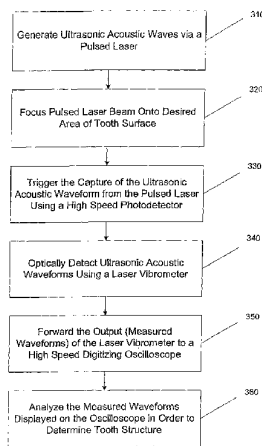 310
Generate Ultrasonic Acoustic Waves via a
Pulsed Laser
320
Focus Pulsed Laser Beam Onto Desired
Area of Tooth Surface
330
Trigger the Capture of the Ultrasonic
Acoustic Waveform from the Pulsed Laser
Using a High Speed Photodetector
340
Optically Detect Ultrasonic Acoustic
Waveforms Using a Laser Vibrometer
350
Forward the Output (Measured
Waveforms) of the Laser Vibrometer to a
High Speed Digitizing Oscilloscope
360
Analyze the Measured Waveforms
Displayed on the Oscilloscope in Order to
Determine Tooth Structure